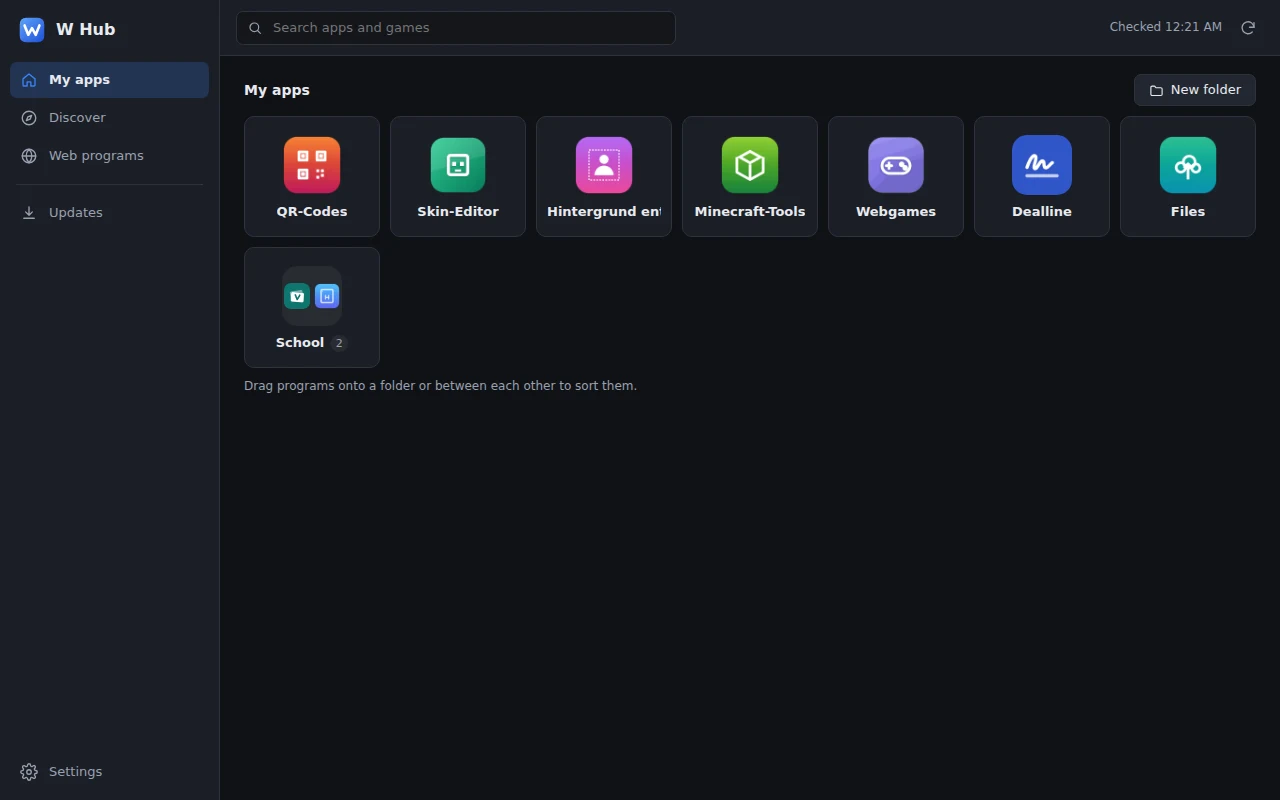 W Hub
Search apps and games
Checked 12:21 AM
My apps
Discover
Web programs
Updates
Settings
My apps
New folder
QR-Codes
Skin-Editor
Hintergrund ent
Minecraft-Tools
Webgames
Dealline
Files
School 2
Drag programs onto a folder or between each other to sort them.